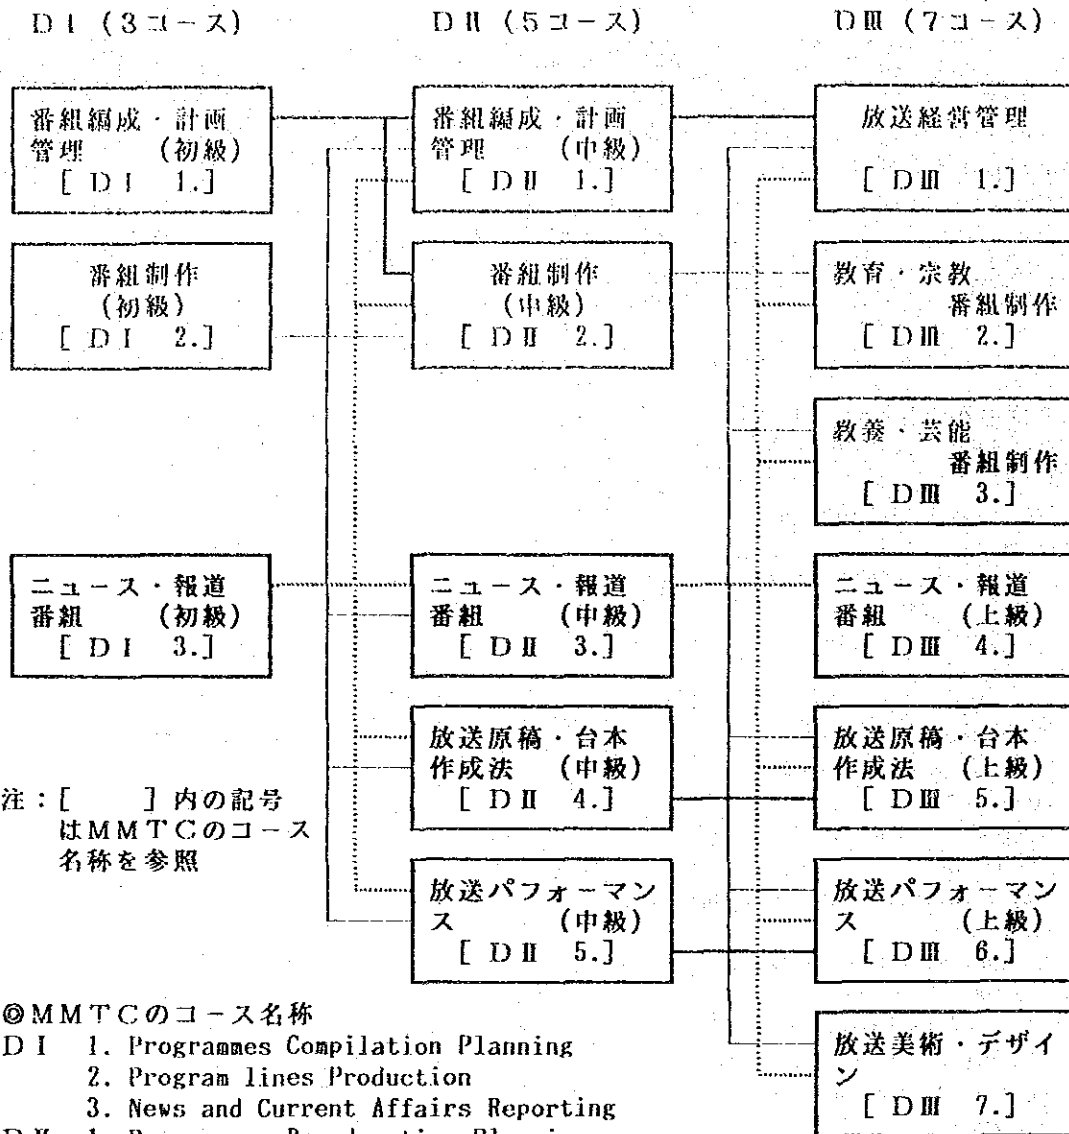 DⅠ (3コース)
DⅡ (5コース)
DⅢ (7コース)
番組編成・計画
管理 (初級)
[ DⅠ 1.]
番組編成・計画
管理 (中級)
[ DⅡ 1.]
放送経営管理
[ DⅢ 1.]
番組制作
(初級)
[ DⅠ 2.]
番組制作
(中級)
[ DⅡ 2.]
教育・宗教
番組制作
[ DⅢ 2.]
教養・芸能
番組制作
[ DⅢ 3.]
ニュース・報道
番組 (初級)
[ DⅠ 3.]
ニュース・報道
番組 (中級)
[ DⅡ 3.]
ニュース・報道
番組 (上級)
[ DⅢ 4.]
放送原稿・台本
作成法 (中級)
[ DⅡ 4.]
放送原稿・台本
作成法 (上級)
[ DⅢ 5.]
注:[ ]内の記号
はMMTCのコース
名称を参照
放送パフォーマン
ス (中級)
[ DⅡ 5.]
放送パフォーマン
ス (上級)
[ DⅢ 6.]
放送美術・デザイ
ン
[ DⅢ 7.]
◎MMTCのコース名称
DⅠ 1. Programmes Compilation Planning
2. Program lines Production
3. News and Current Affairs Reporting